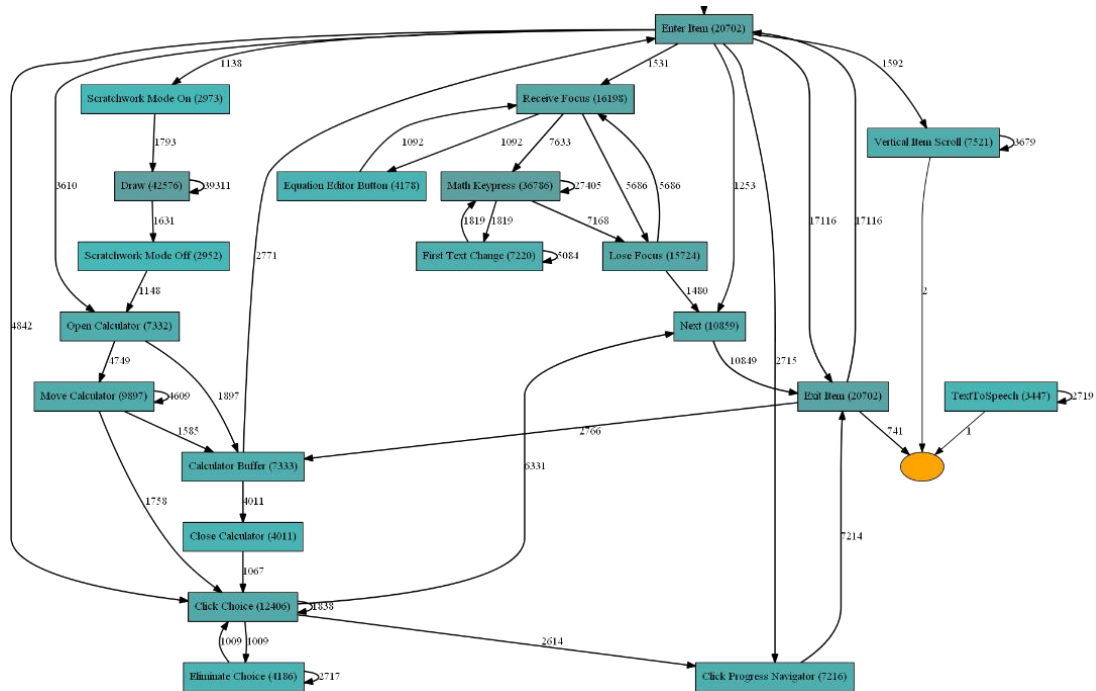 Enter Item (20702)
1138
1531
1592
Scratchwork Mode On (2973)
Receive Focus (16198)
1793
1092
1092
7633
Vertical Item Scroll (7521)
3679
3610
Draw (42576)
39311
Equation Editor Button (4178)
Math Keypress (36786)
27405
5686
5686
1253
1631
1819
1819
7168
17116
17116
Scratchwork Mode Off (2952)
2771
First Text Change (7220)
5084
Lose Focus (15724)
1148
1480
2
4842
Open Calculator (7332)
Next (10859)
4749
10849
2715
Move Calculator (9897)
4609
1897
Exit Item (20702)
TextToSpeech (3447)
2719
1585
2766
741
1
Calculator Buffer (7333)
6331
1758
4011
Close Calculator (4011)
7214
1067
Click Choice (12406)
1838
1009
1009
2614
Eliminate Choice (4186)
2717
Click Progress Navigator (7216)